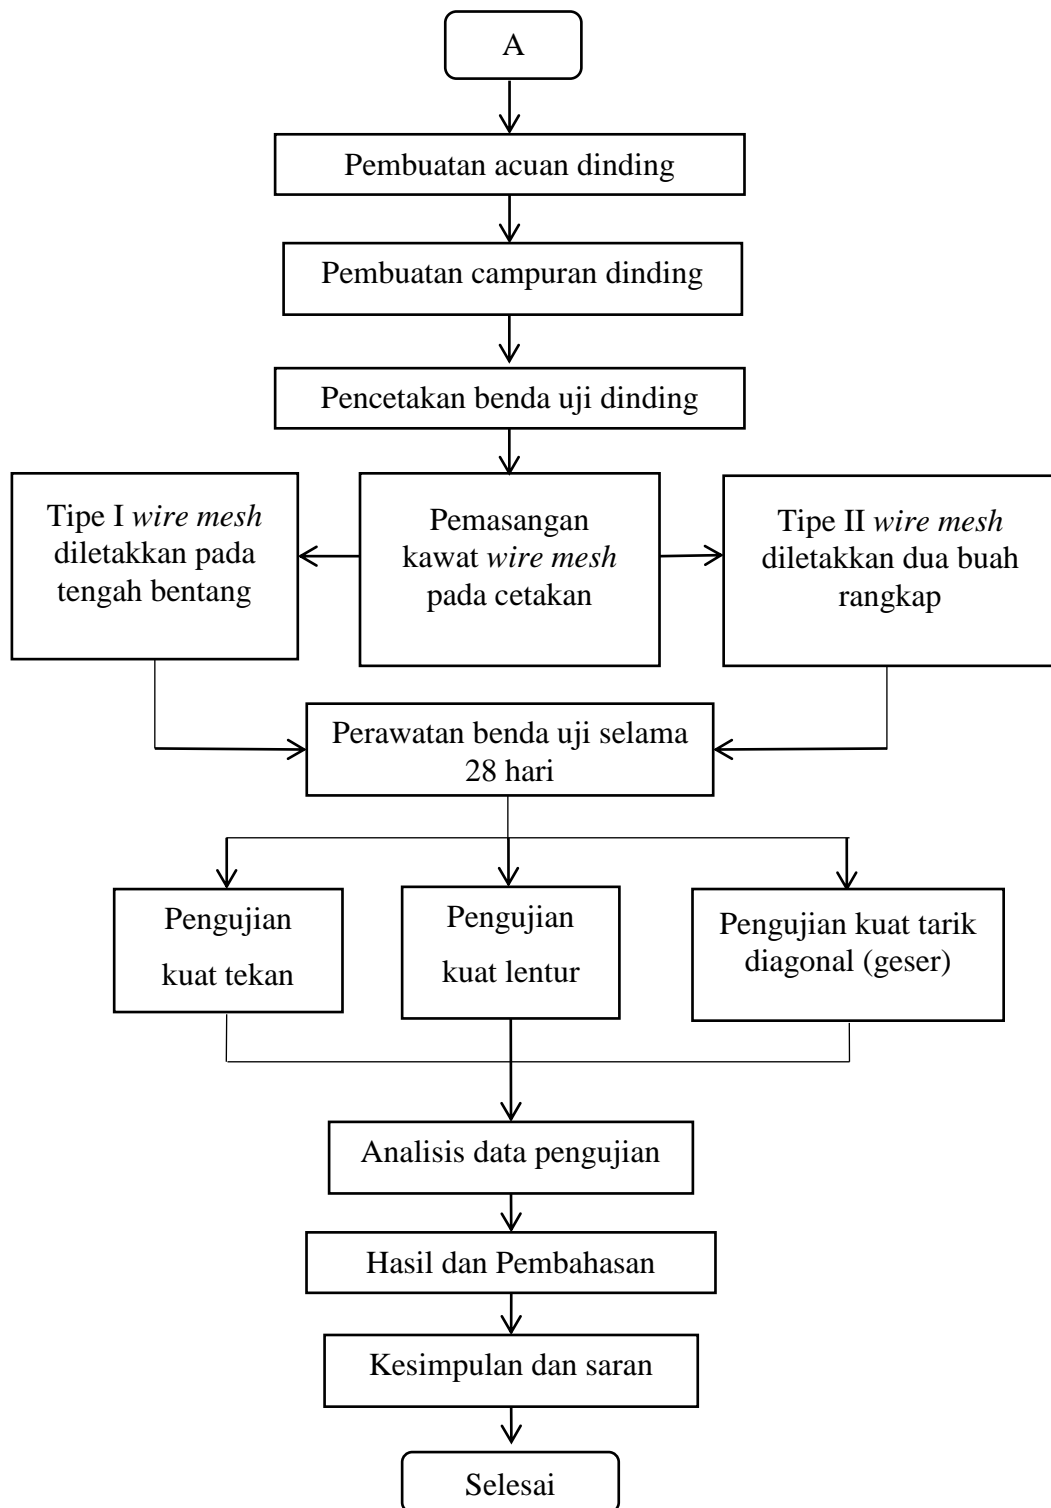 A
Pembuatan acuan dinding
Pembuatan campuran dinding
Pencetakan benda uji dinding
Tipe I wire mesh
diletakkan pada
tengah bentang
Pemasangan
kawat wire mesh
pada cetakan
Tipe II wire mesh
diletakkan dua buah
rangkap
Perawatan benda uji selama
28 hari
Pengujian
kuat tekan
Pengujian
kuat lentur
Pengujian kuat tarik
diagonal (geser)
Analisis data pengujian
Hasil dan Pembahasan
Kesimpulan dan saran
Selesai